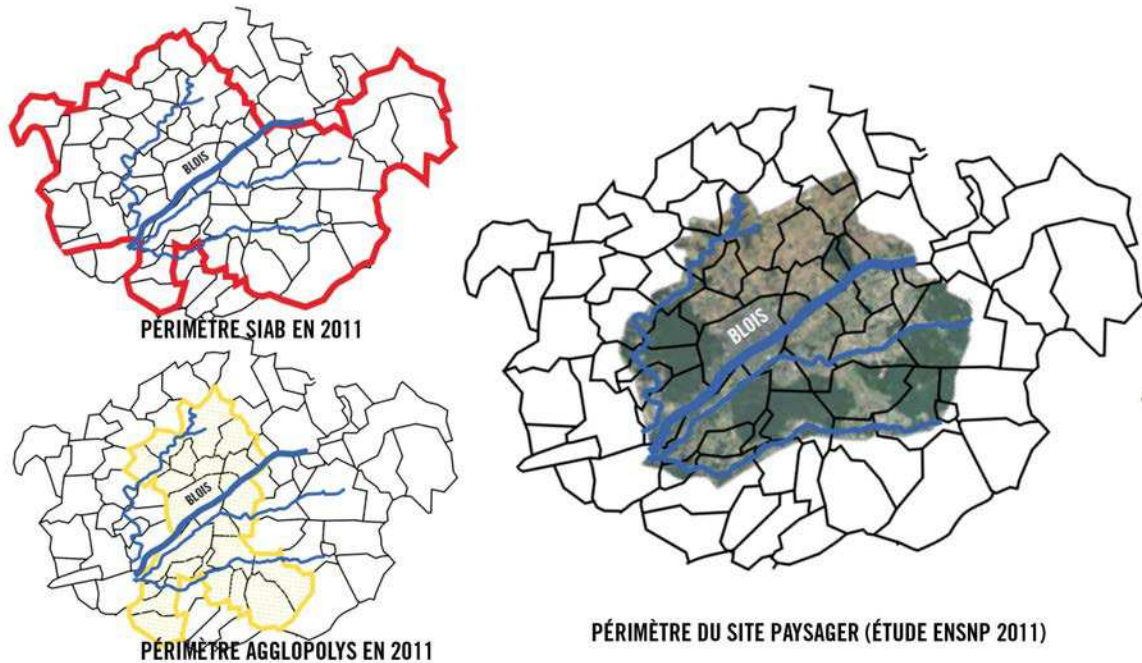 BLOIS
PÉRIMÈTRE SIAB EN 2011
BLOIS
PÉRIMÈTRE AGGLOPOLYS EN 2011
BLOIS
PÉRIMÈTRE DU SITE PAYSAGER (ÉTUDE ENSNP 2011)